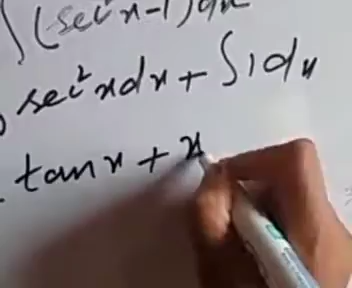 ∫(sec²x-1)dx
sec²xdx + ∫1dx
tanx + x